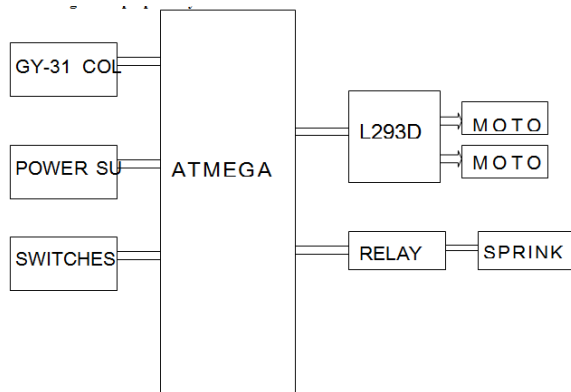 GY-31 COL
POWER SU
SWITCHES
ATMEGA
L293D
MOTO
MOTO
RELAY
SPRINK